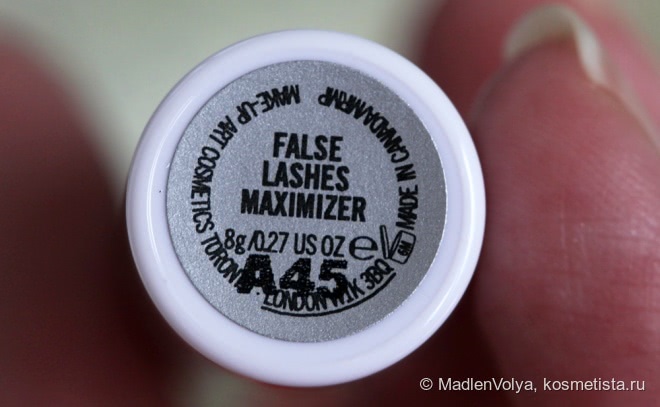 FALSE
LASHES
MAXIMIZER
8g/0.27 US OZ e 6M
A45
MAKE-UP ART COSMETICS TORONTO LONDON W1K 3BQ
MADE IN CANADA
© MadlenVolya, kosmetista.ru